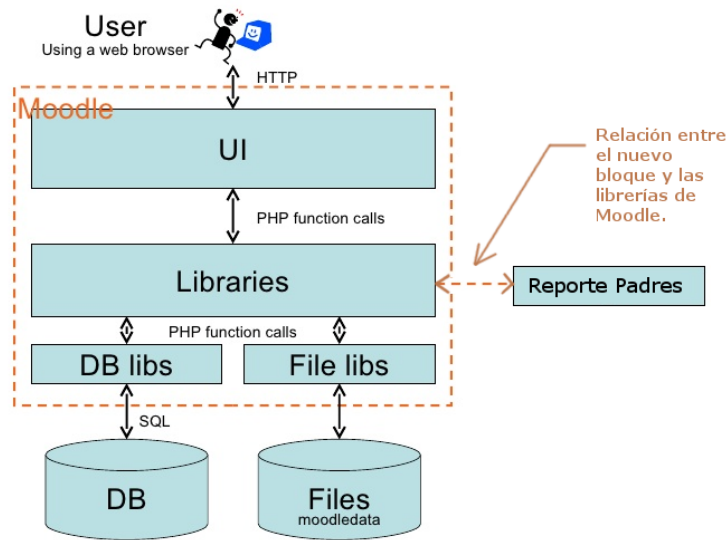 User
Using a web browser
HTTP
Moodle
UI
Relación entre
el nuevo
bloque y las
librerías de
Moodle.
PHP function calls
Libraries
Reporte Padres
PHP function calls
DB libs
File libs
SQL
DB
Files
moodledata